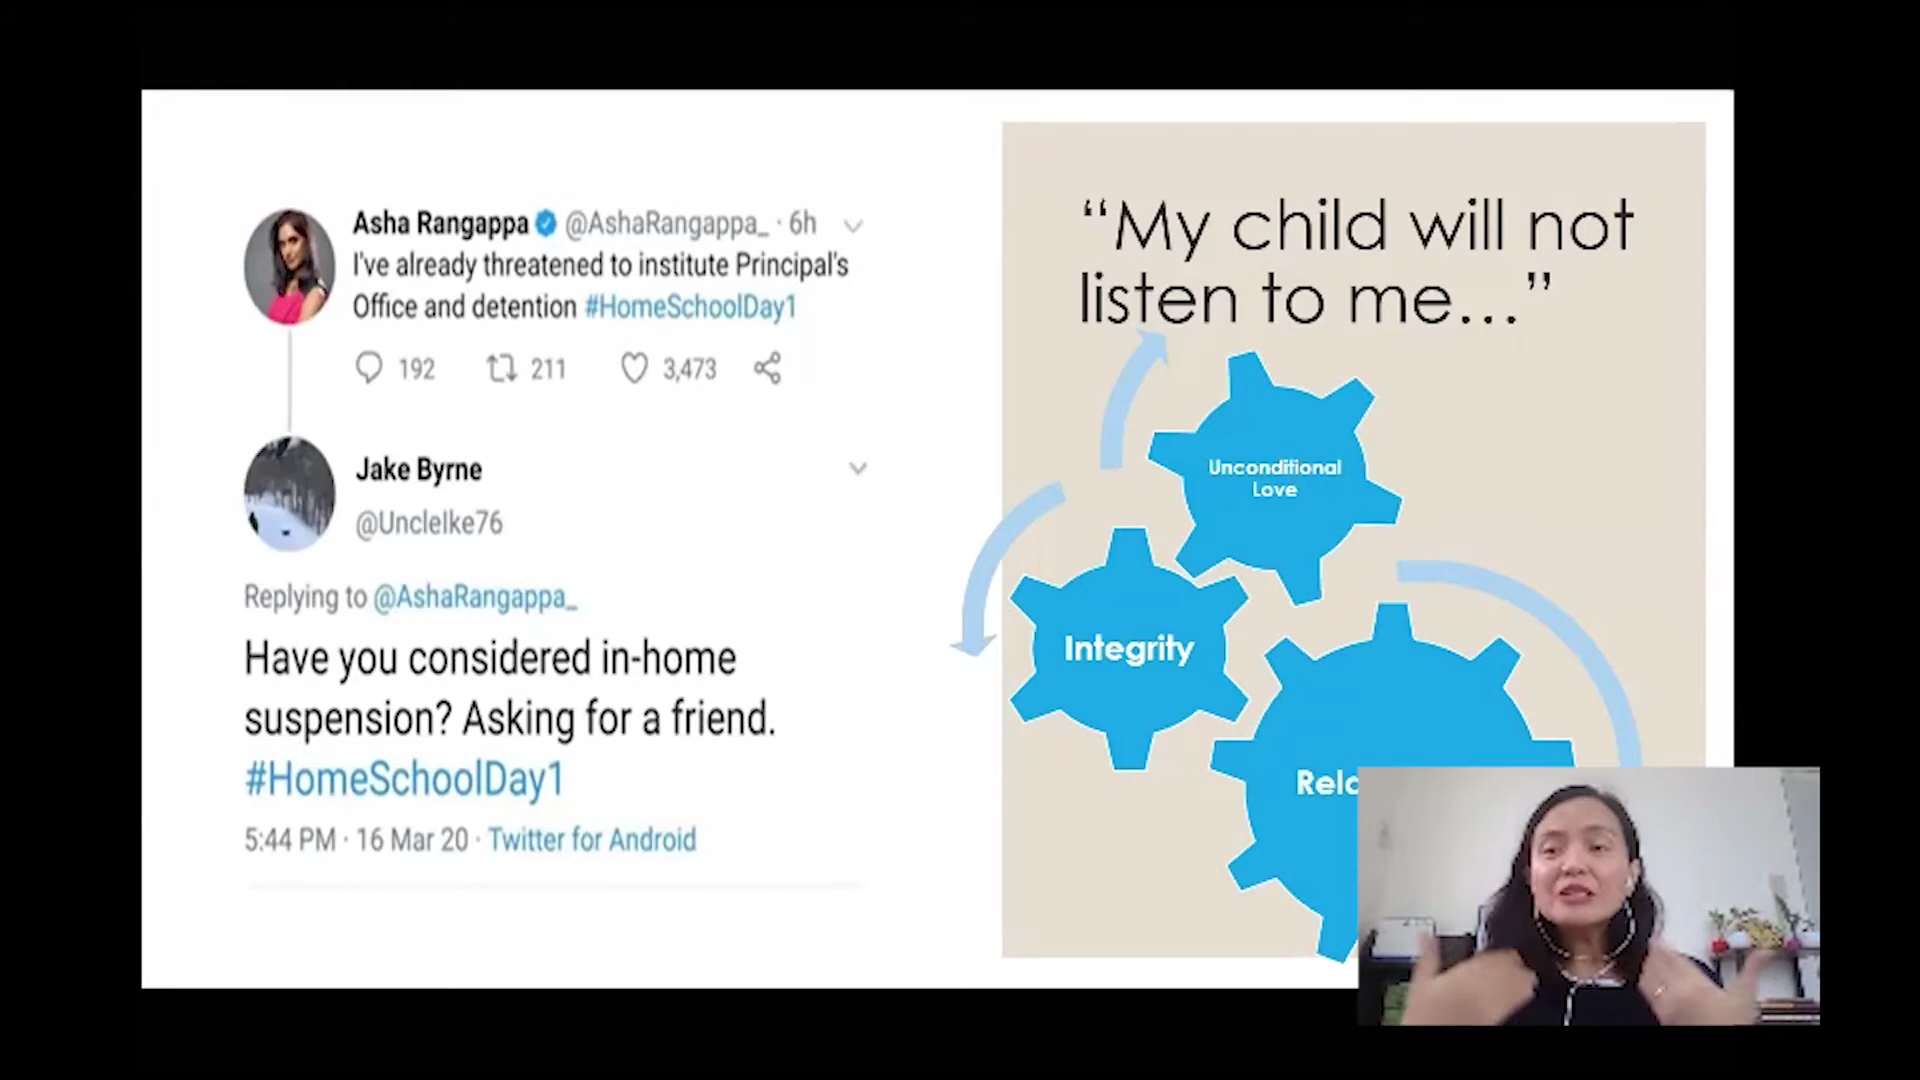 Asha Rangappa @AshaRangappa_ · 6h
I've already threatened to institute Principal's
Office and detention #HomeSchoolDay1
192 211 3,473
Jake Byrne
@UncleIke76
Replying to @AshaRangappa_
Have you considered in-home
suspension? Asking for a friend.
#HomeSchoolDay1
5:44 PM · 16 Mar 20 · Twitter for Android
“My child will not
listen to me...”
Unconditional
Love
Integrity